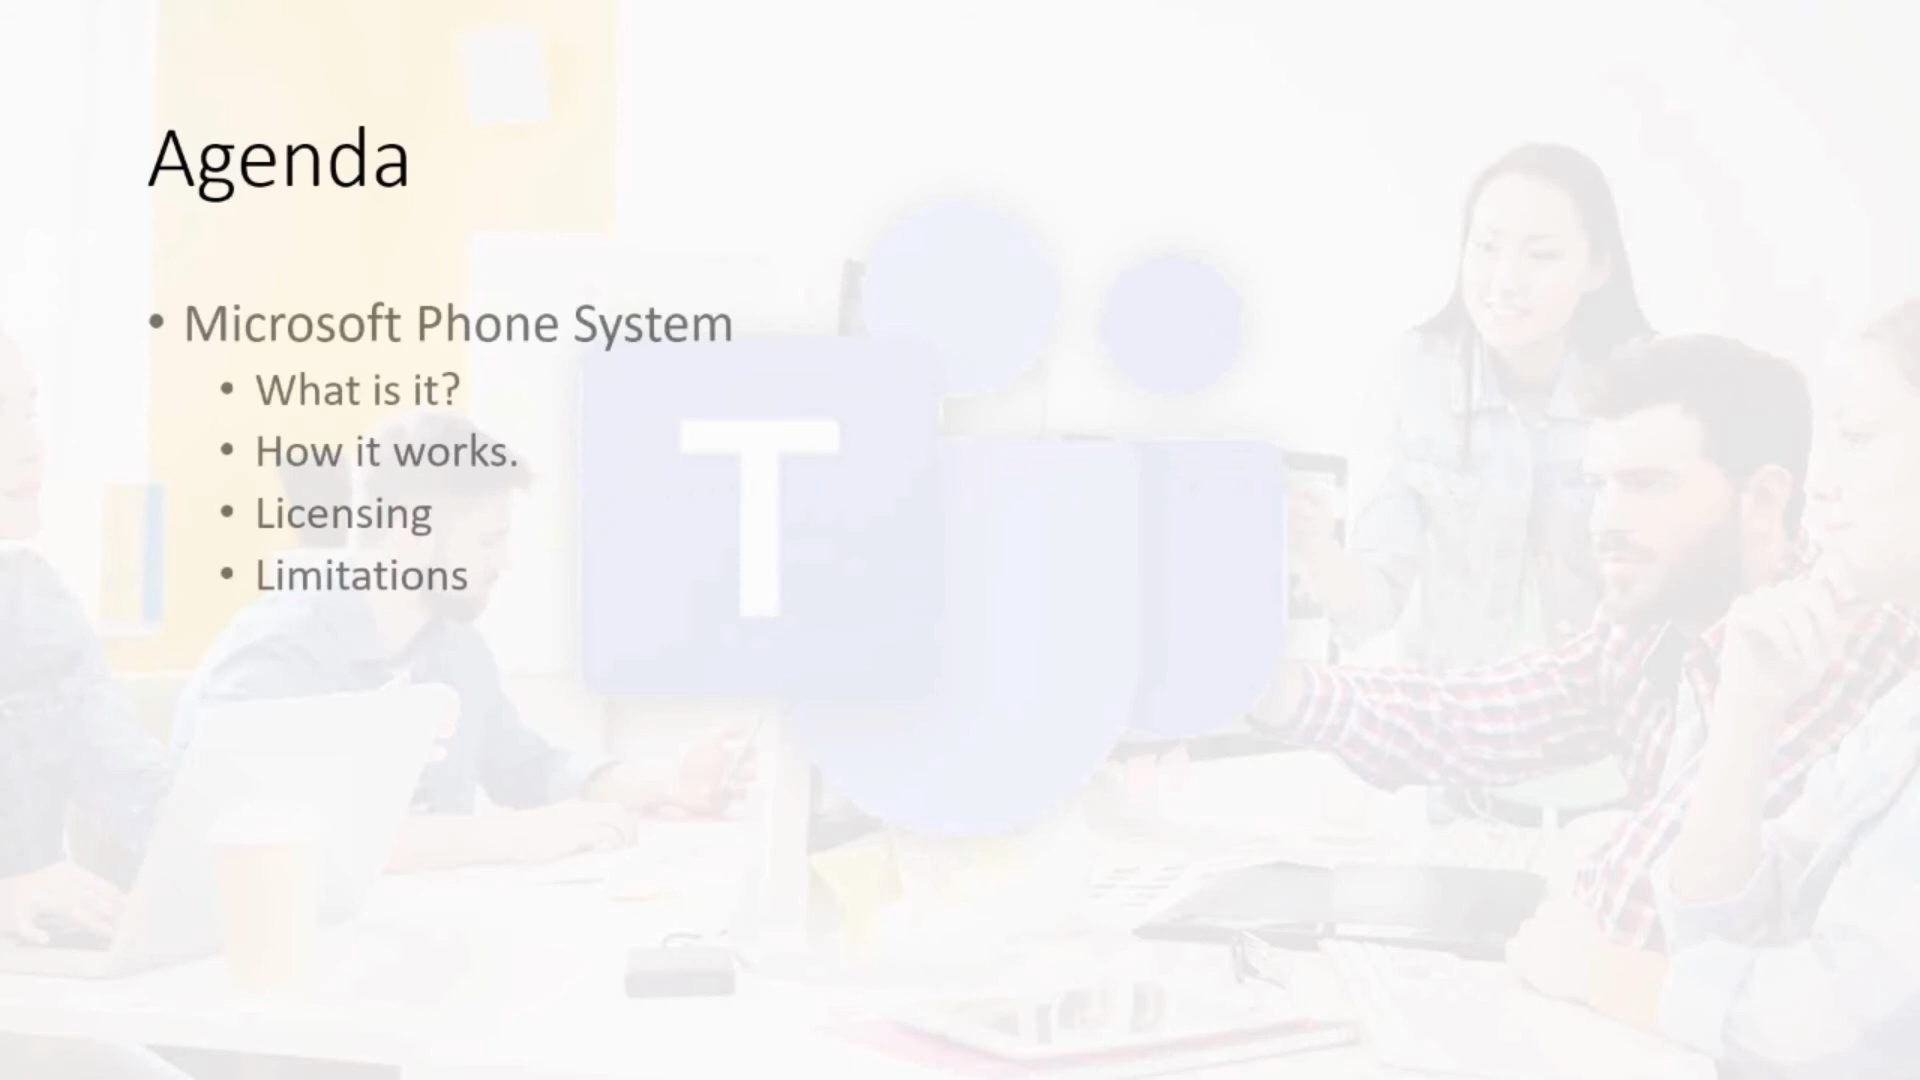 Agenda
• Microsoft Phone System
• What is it?
• How it works.
• Licensing
• Limitations
T